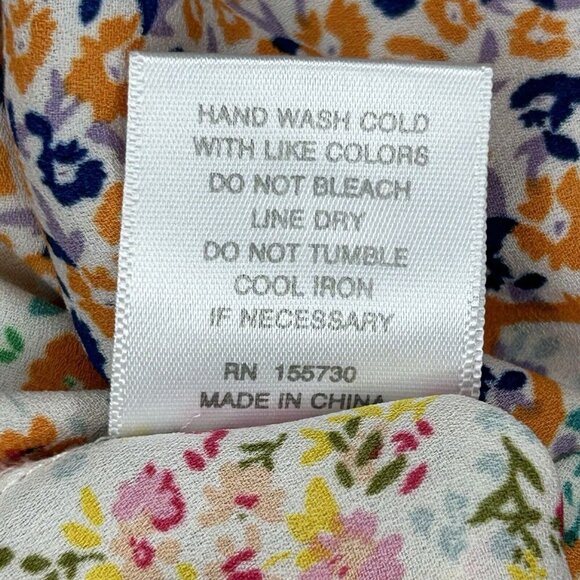 HAND WASH COLD
WITH LIKE COLORS
DO NOT BLEACH
LINE DRY
DO NOT TUMBLE
COOL IRON
IF NECESSARY
RN 155730
MADE IN CHINA